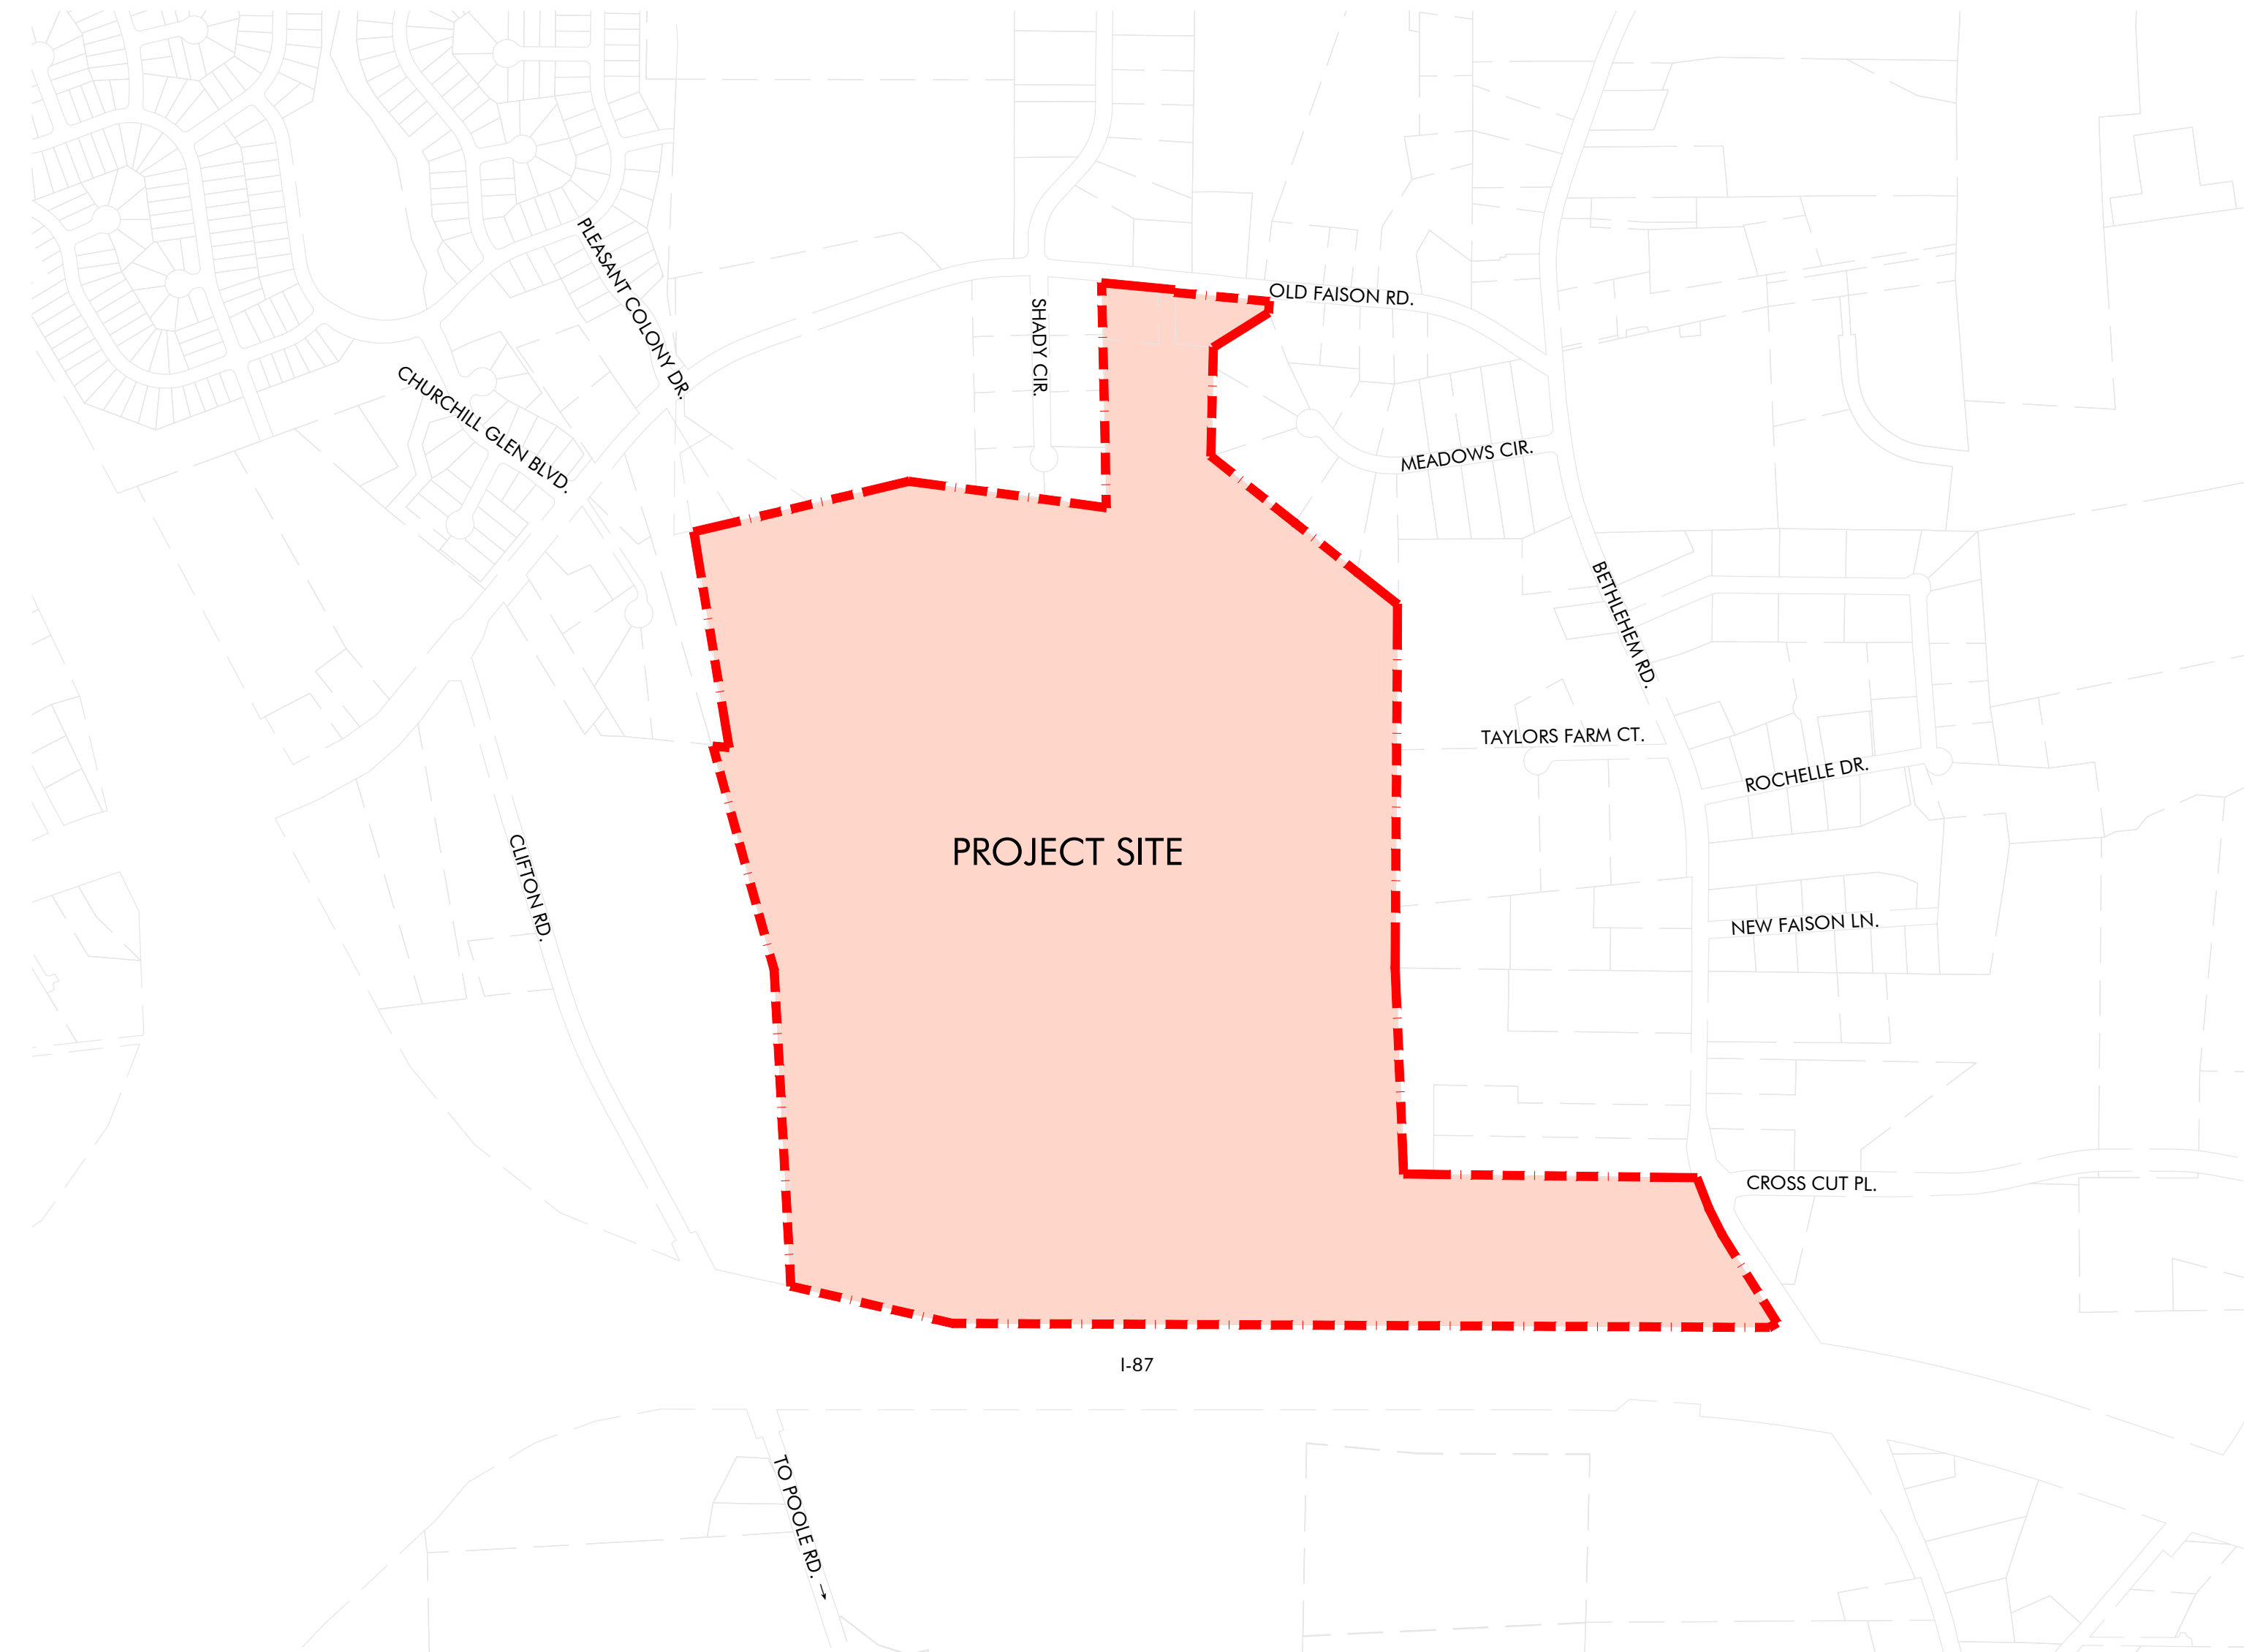 PLEASANT COLONY DR.
OLD FAISON RD.
SHADY CIR.
CHURCHILL GLEN BLVD.
MEADOWS CIR.
BETHLEHEM RD.
TAYLORS FARM CT.
ROCHELLE DR.
PROJECT SITE
CLIFTON RD.
NEW FAISON LN.
CROSS CUT PL.
I-87
TO POOLE RD. →